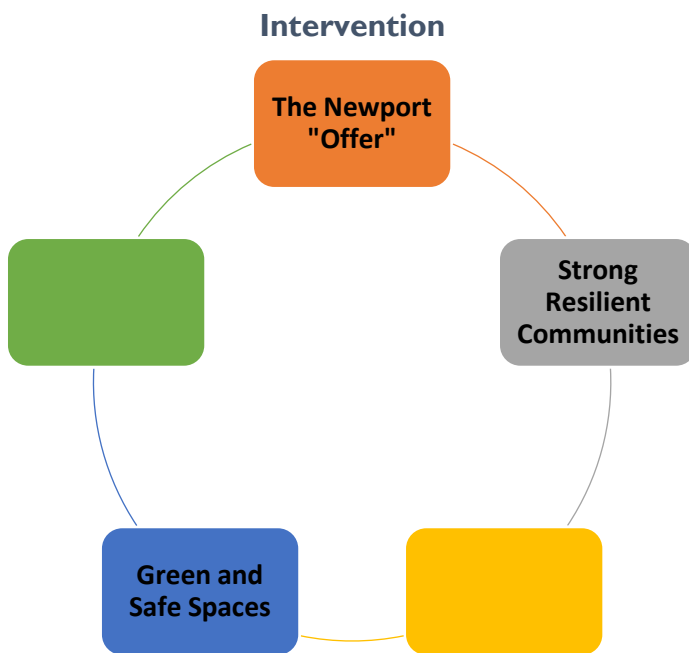 Intervention
The Newport
"Offer"
Strong
Resilient
Communities
Green and
Safe Spaces